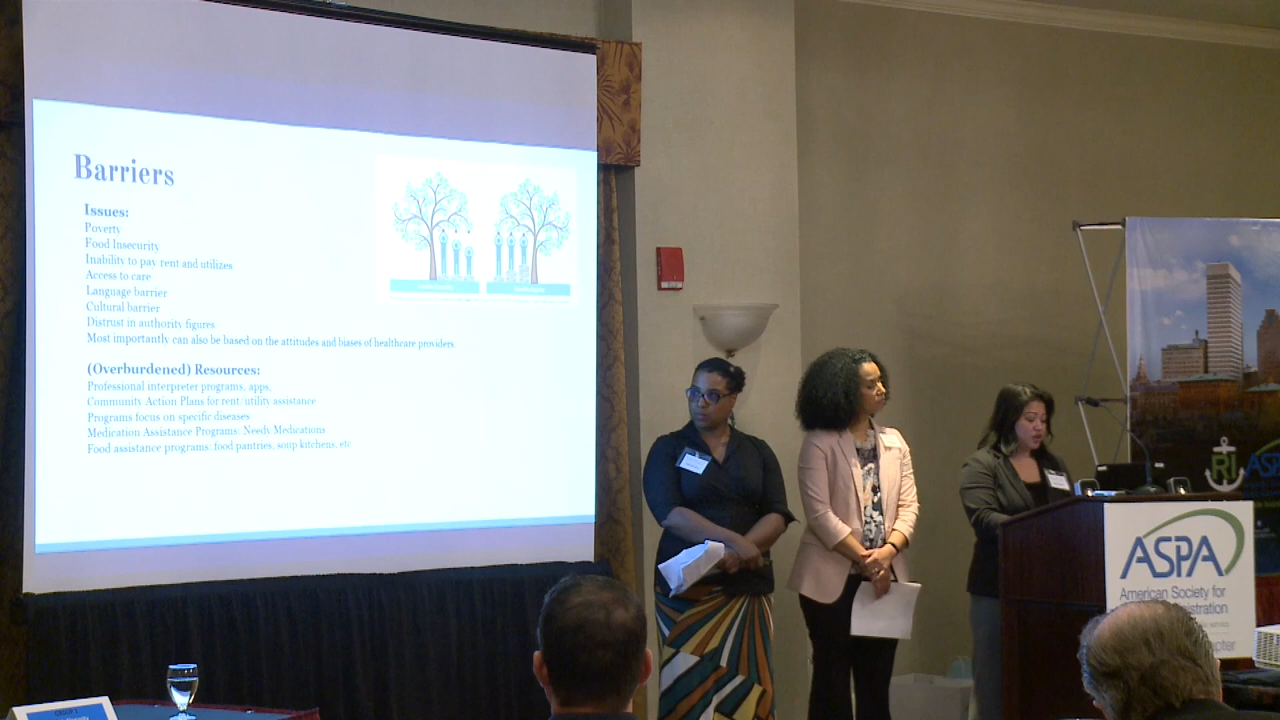 Barriers
Issues:
Poverty
Food Insecurity
Inability to pay rent and utilizes
Access to care
Language barrier
Cultural barrier
Distrust in authority figures
Most importantly can also be based on the attitudes and biases of healthcare providers.
(Overburdened) Resources:
Professional interpreter programs, apps,
Community Action Plans for rent/utility assistance
Programs focus on specific diseases
Medication Assistance Programs: Needy Medications
Food assistance programs: food pantries, soup kitchens, etc
RI
ASPA
American Society for